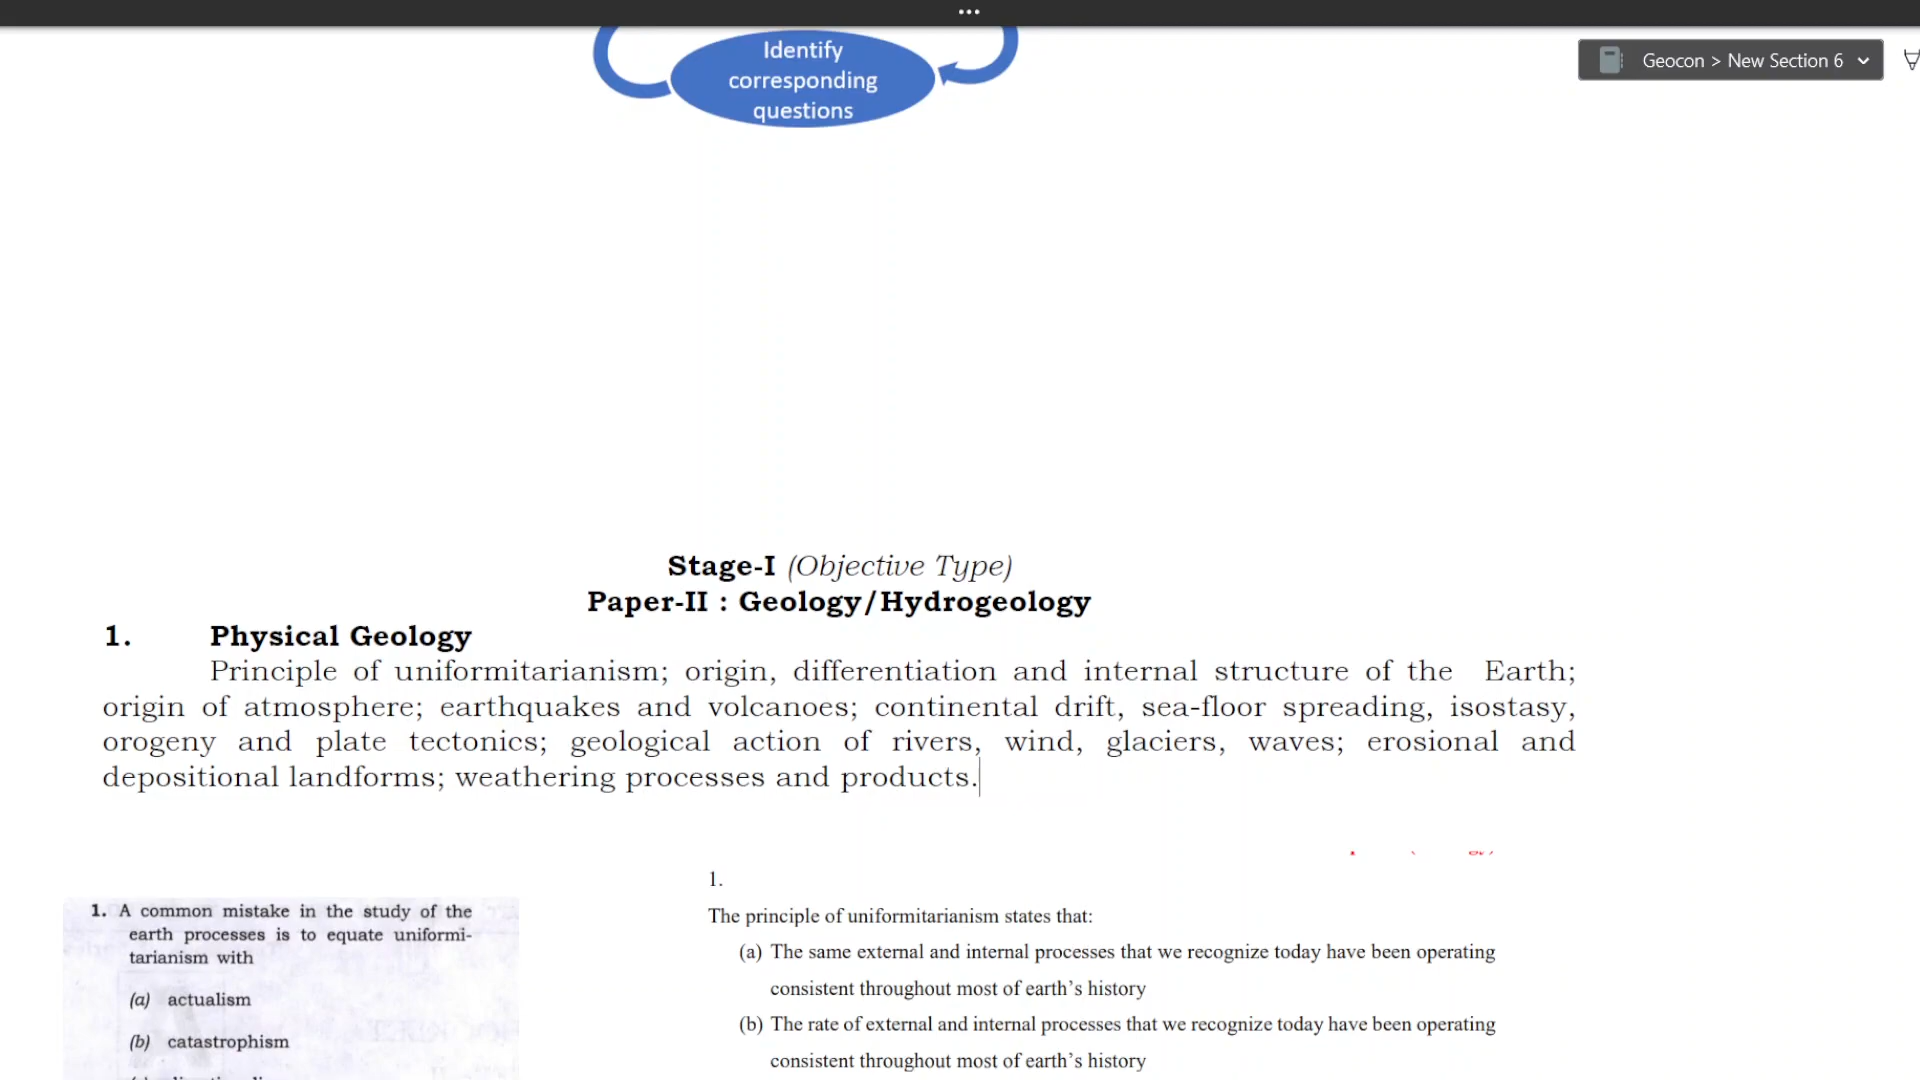 Identify
corresponding
questions
Geocon > New Section 6
Stage-I (Objective Type)
Paper-II : Geology/Hydrogeology
1. Physical Geology
Principle of uniformitarianism; origin, differentiation and internal structure of the Earth;
origin of atmosphere; earthquakes and volcanoes; continental drift, sea-floor spreading, isostasy,
orogeny and plate tectonics; geological action of rivers, wind, glaciers, waves; erosional and
depositional landforms; weathering processes and products.
1. A common mistake in the study of the
earth processes is to equate uniformi-
tarianism with
(a) actualism
(b) catastrophism
1.
The principle of uniformitarianism states that:
(a) The same external and internal processes that we recognize today have been operating
consistent throughout most of earth's history
(b) The rate of external and internal processes that we recognize today have been operating
consistent throughout most of earth's history